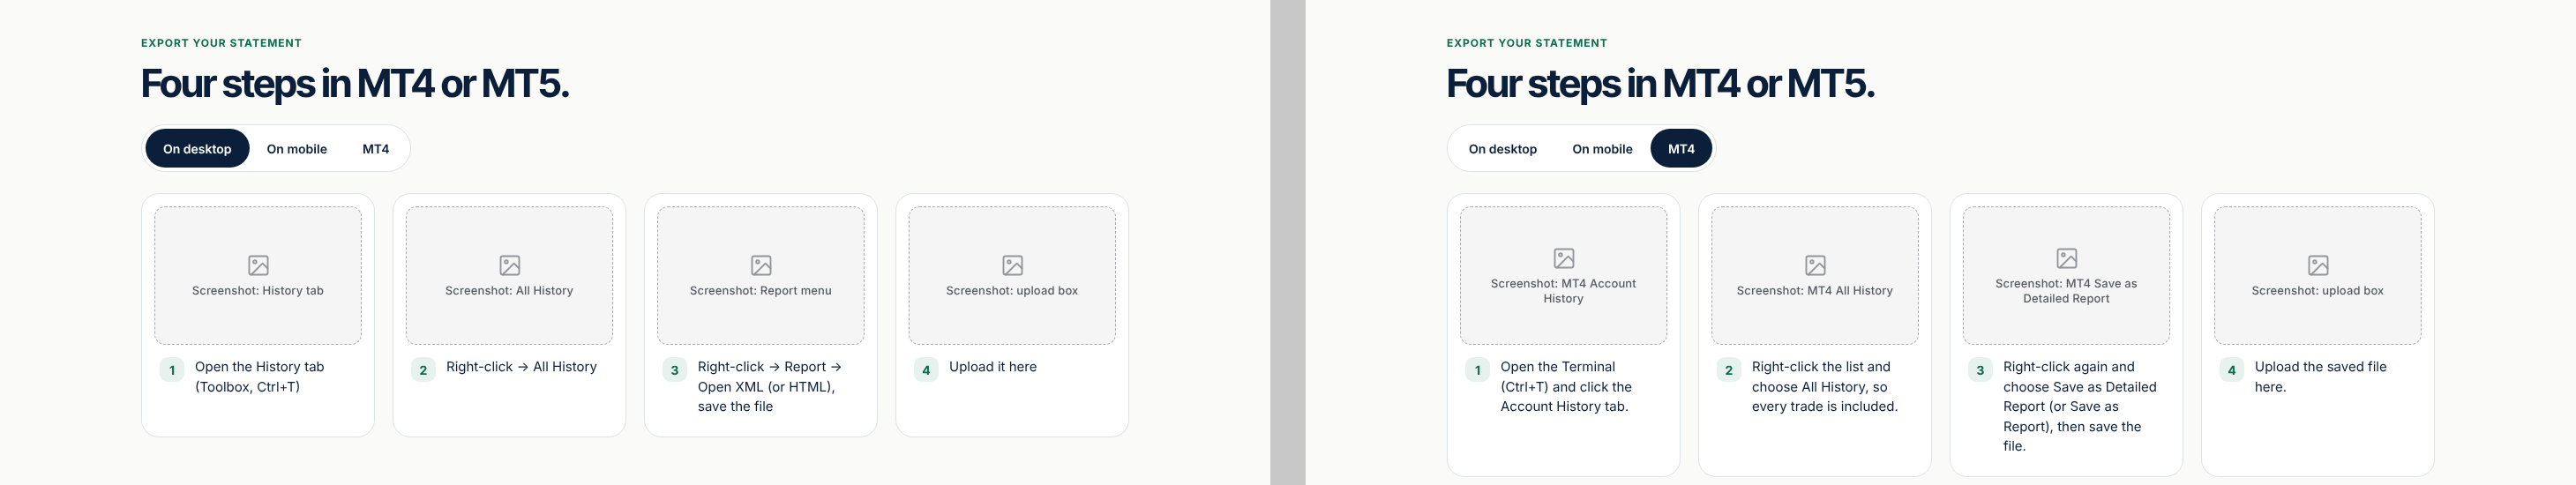 EXPORT YOUR STATEMENT
Four steps in MT4 or MT5.
On desktop On mobile MT4
Screenshot: History tab
Screenshot: All History
Screenshot: Report menu
Screenshot: upload box
1 Open the History tab
(Toolbox, Ctrl+T)
2 Right-click → All History
3 Right-click → Report →
Open XML (or HTML),
save the file
4 Upload it here
EXPORT YOUR STATEMENT
Four steps in MT4 or MT5.
On desktop On mobile MT4
Screenshot: MT4 Account
History
Screenshot: MT4 All History
Screenshot: MT4 Save as
Detailed Report
Screenshot: upload box
1 Open the Terminal
(Ctrl+T) and click the
Account History tab.
2 Right-click the list and
choose All History, so
every trade is included.
3 Right-click again and
choose Save as Detailed
Report (or Save as
Report), then save the
file.
4 Upload the saved file
here.